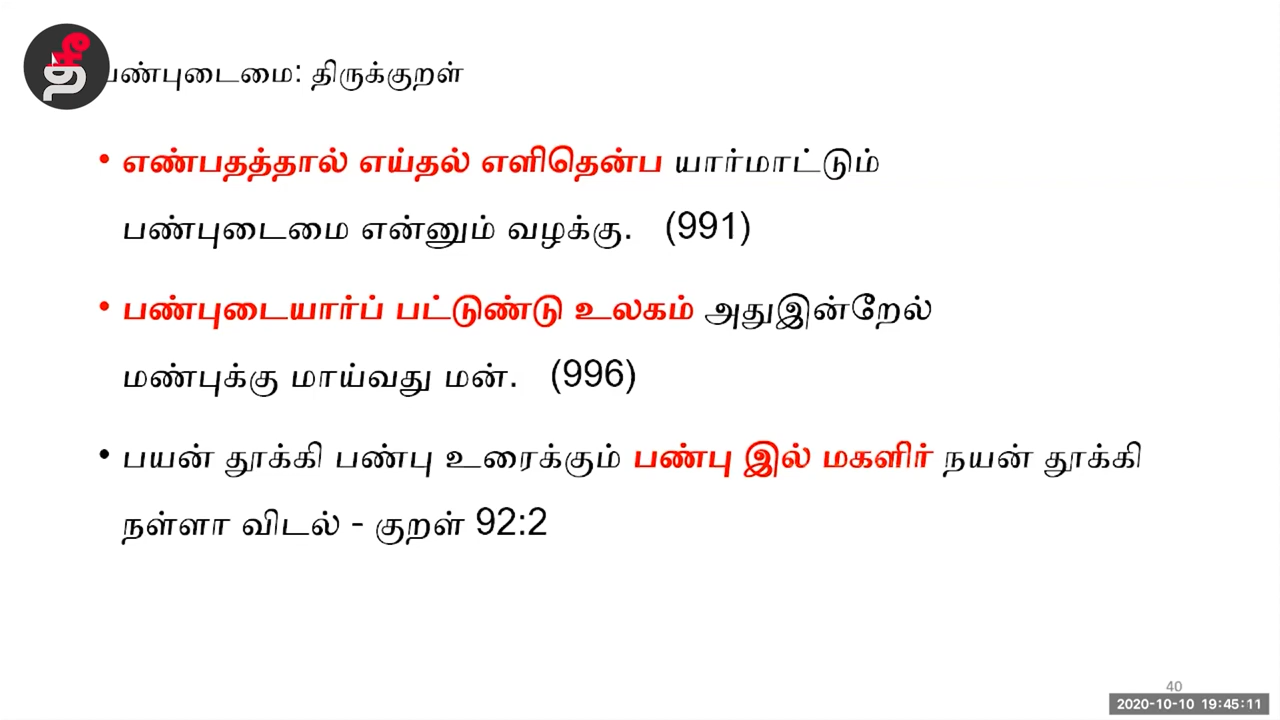 பண்புடைமை: திருக்குறள்
• எண்பதத்தால் எய்தல் எளிதென்ப யார்மாட்டும்
பண்புடைமை என்னும் வழக்கு. (991)
• பண்புடையார்ப் பட்டுண்டு உலகம் அதுஇன்றேல்
மண்புக்கு மாய்வது மன். (996)
• பயன் தூக்கி பண்பு உரைக்கும் பண்பு இல் மகளிர் நயன் தூக்கி
நள்ளா விடல் - குறள் 92:2
40
2020-10-10 19:45:11